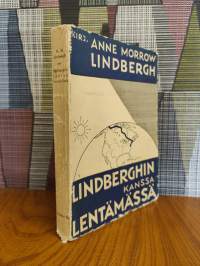 KIRJ. ANNE MORROW
LINDBERGH
LINDBERGHIN
KANSSA
LENTÄMÄSSÄ